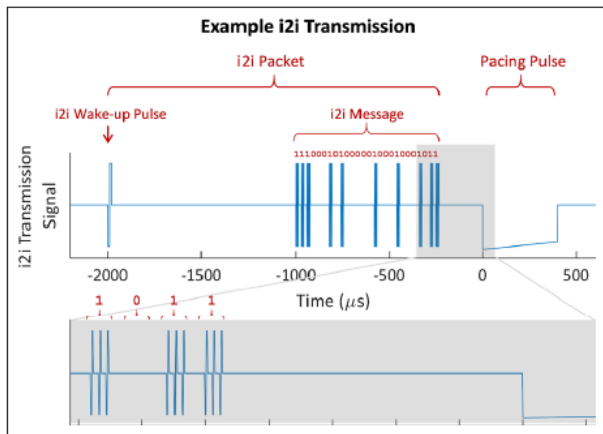 Example i2i Transmission
i2i Packet
Pacing Pulse
i2i Wake-up Pulse
i2i Message
11100010100000100010001011
i2i Transmission
Signal
-2000 -1500 -1000 -500 0 500
Time (μs)
1 0 1 1